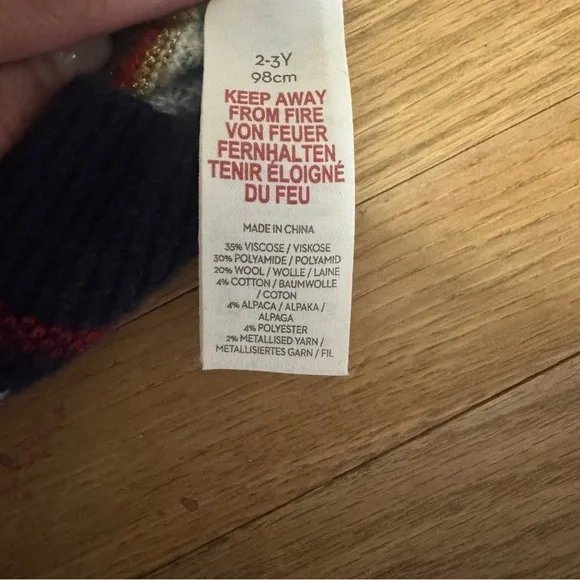 2-3Y
98cm
KEEP AWAY
FROM FIRE
VON FEUER
FERNHALTEN
TENIR ÉLOIGNÉ
DU FEU
MADE IN CHINA
35% VISCOSE / VISKOSE
30% POLYAMIDE / POLYAMID
20% WOOL / WOLLE / LAINE
4% COTTON / BAUMWOLLE
/ COTON
4% ALPACA / ALPAKA /
ALPAGA
4% POLYESTER
2% METALLISED YARN /
METALLISIERTES GARN / FIL